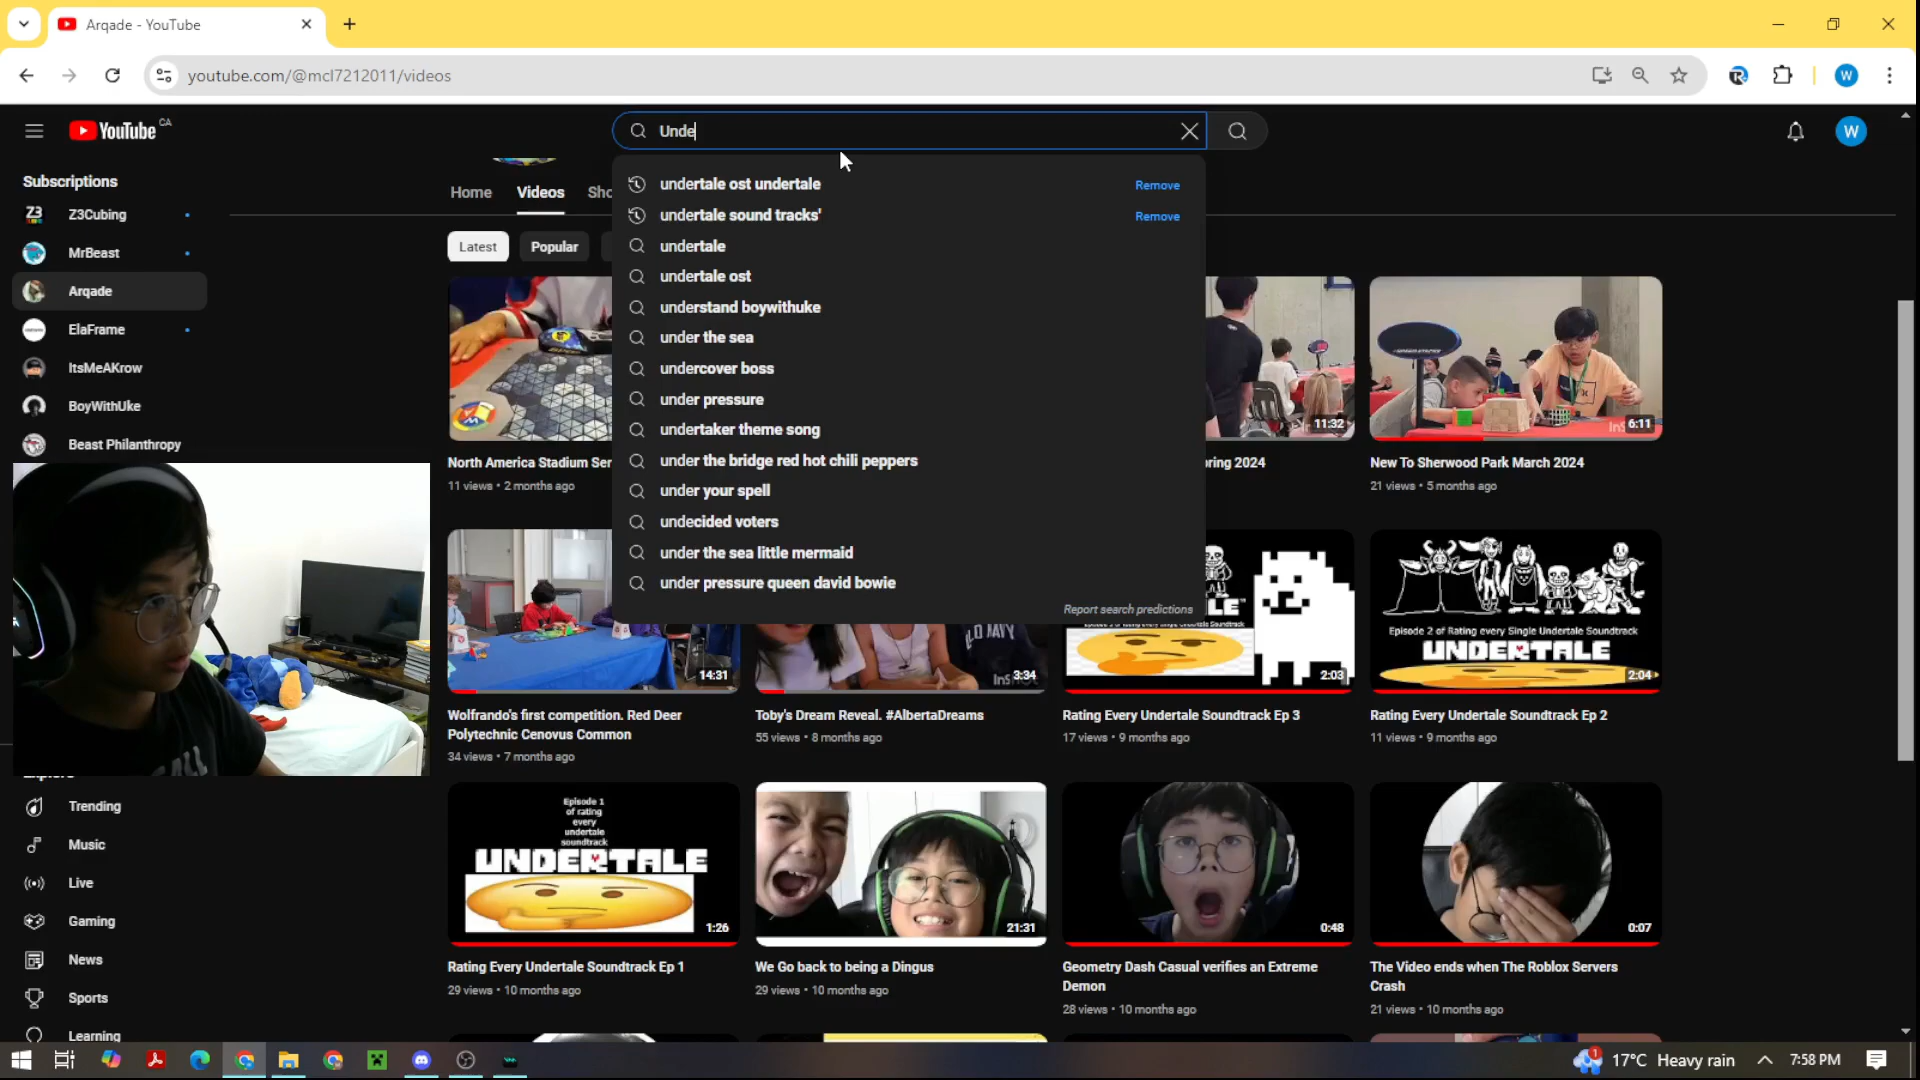 Arqade - YouTube
youtube.com/@mcl7212011/videos
W
YouTube CA
Unde
W
Subscriptions
Z3Cubing
MrBeast
Arqade
ElaFrame
ItsMeAKrow
BoyWithUke
Beast Philanthropy
Trending
Music
Live
Gaming
News
Sports
Learning
Home
Videos
Sho
Latest
Popular
undertale ost undertale
Remove
undertale sound tracks'
Remove
undertale
undertale ost
understand boywithuke
under the sea
undercover boss
under pressure
undertaker theme song
under the bridge red hot chili peppers
under your spell
undecided voters
under the sea little mermaid
under pressure queen david bowie
Report search predictions
North America Stadium Ser
11 views • 2 months ago
11:32
ring 2024
6:11
New To Sherwood Park March 2024
21 views • 5 months ago
14:31
Wolfrando's first competition. Red Deer
Polytechnic Cenovus Common
34 views • 7 months ago
OLD NAVY
3:34
Toby's Dream Reveal. #AlbertaDreams
55 views • 8 months ago
2:03
Rating Every Undertale Soundtrack Ep 3
17 views • 9 months ago
Episode 2 of Rating every Single Undertale Soundtrack
UNDERTALE
2:04
Rating Every Undertale Soundtrack Ep 2
11 views • 9 months ago
Episode 1
of rating
every
undertale
soundtrack
UNDERTALE
1:26
Rating Every Undertale Soundtrack Ep 1
29 views • 10 months ago
21:31
We Go back to being a Dingus
29 views • 10 months ago
0:48
Geometry Dash Casual verifies an Extreme
Demon
28 views • 10 months ago
0:07
The Video ends when The Roblox Servers
Crash
21 views • 10 months ago
17°C Heavy rain
7:58 PM